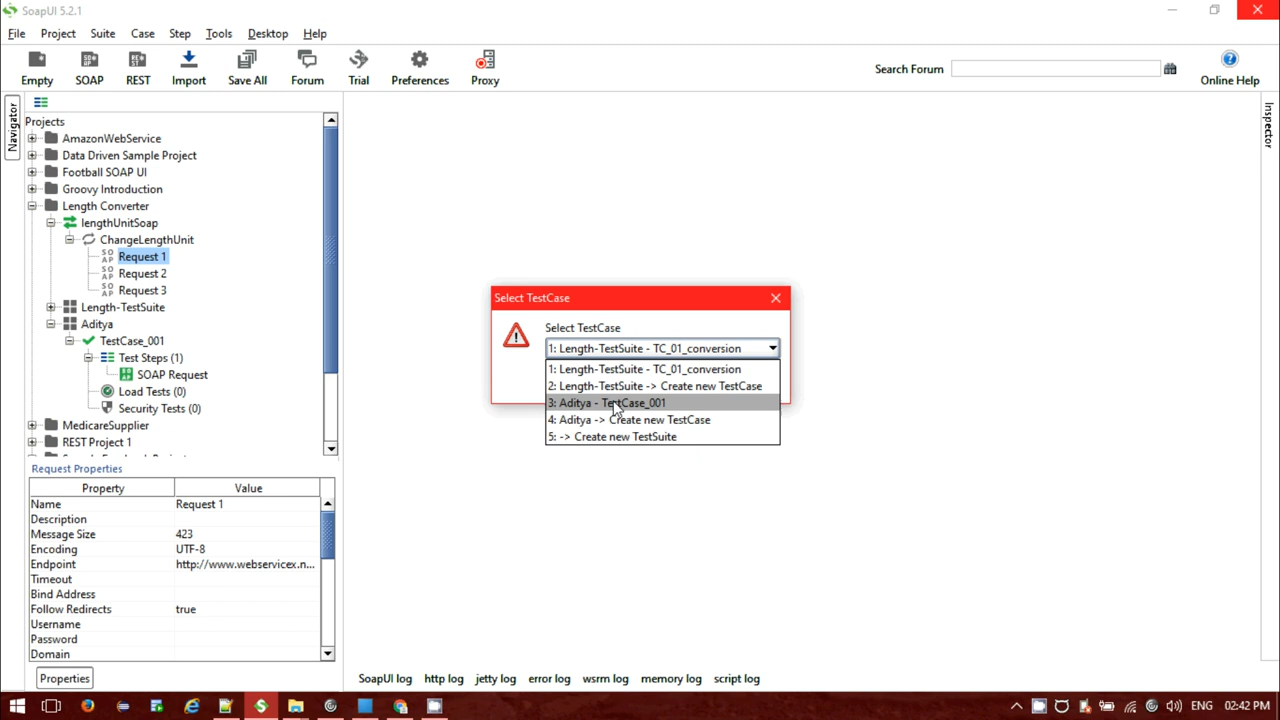 SoapUI 5.2.1
File Project Suite Case Step Tools Desktop Help
Empty SOAP REST Import Save All Forum Trial Preferences Proxy
Search Forum
Online Help
Navigator
Inspector
Projects
AmazonWebService
Data Driven Sample Project
Football SOAP UI
Groovy Introduction
Length Converter
lengthUnitSoap
ChangeLengthUnit
SO AP Request 1
SO AP Request 2
SO AP Request 3
Length-TestSuite
Aditya
TestCase_001
Test Steps (1)
SOAP Request
Load Tests (0)
Security Tests (0)
MedicareSupplier
REST Project 1
Select TestCase
Select TestCase
1: Length-TestSuite - TC_01_conversion
1: Length-TestSuite - TC_01_conversion
2: Length-TestSuite -> Create new TestCase
3: Aditya - TestCase_001
4: Aditya -> Create new TestCase
5: -> Create new TestSuite
Request Properties
Property Value
Name Request 1
Description
Message Size 423
Encoding UTF-8
Endpoint http://www.webservicex.n...
Timeout
Bind Address
Follow Redirects true
Username
Password
Domain
Properties
SoapUI log http log jetty log error log wsrm log memory log script log
ENG 02:42 PM